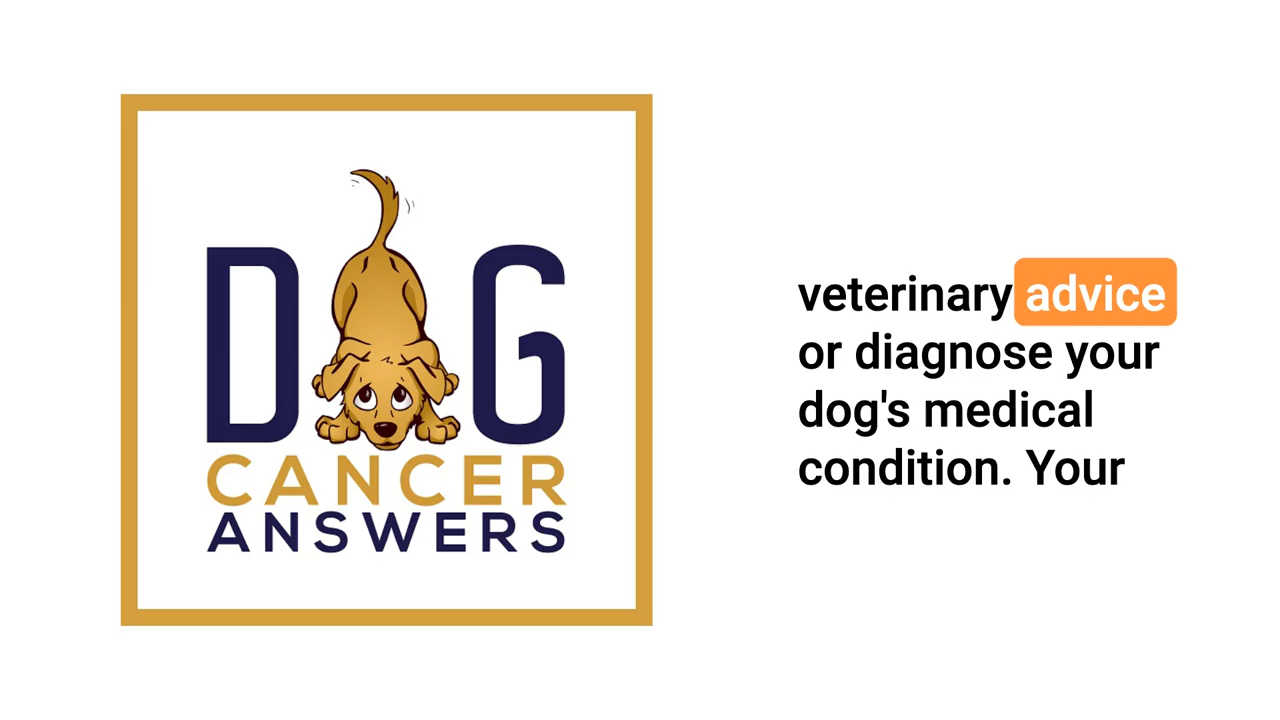 DOG
CANCER
ANSWERS
veterinary advice
or diagnose your
dog's medical
condition. Your